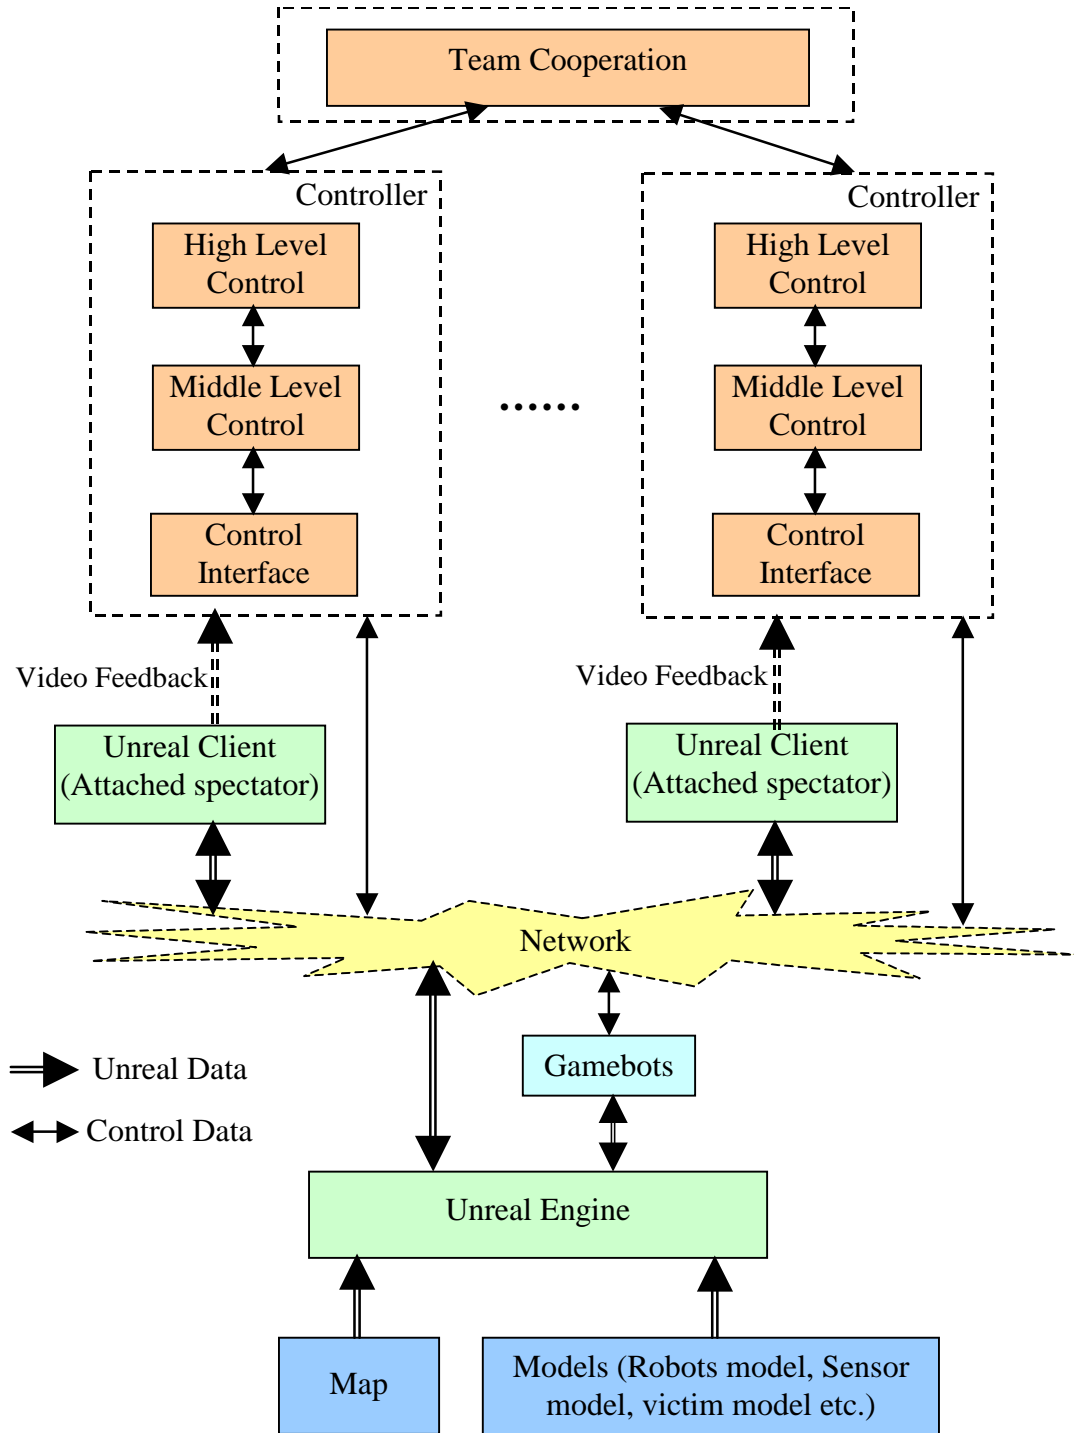 Team Cooperation
Controller
High Level
Control
Middle Level
Control
Control
Interface
......
Controller
High Level
Control
Middle Level
Control
Control
Interface
Video Feedback
Unreal Client
(Attached spectator)
Video Feedback
Unreal Client
(Attached spectator)
Network
Gamebots
Unreal Data
Control Data
Unreal Engine
Map
Models (Robots model, Sensor
model, victim model etc.)